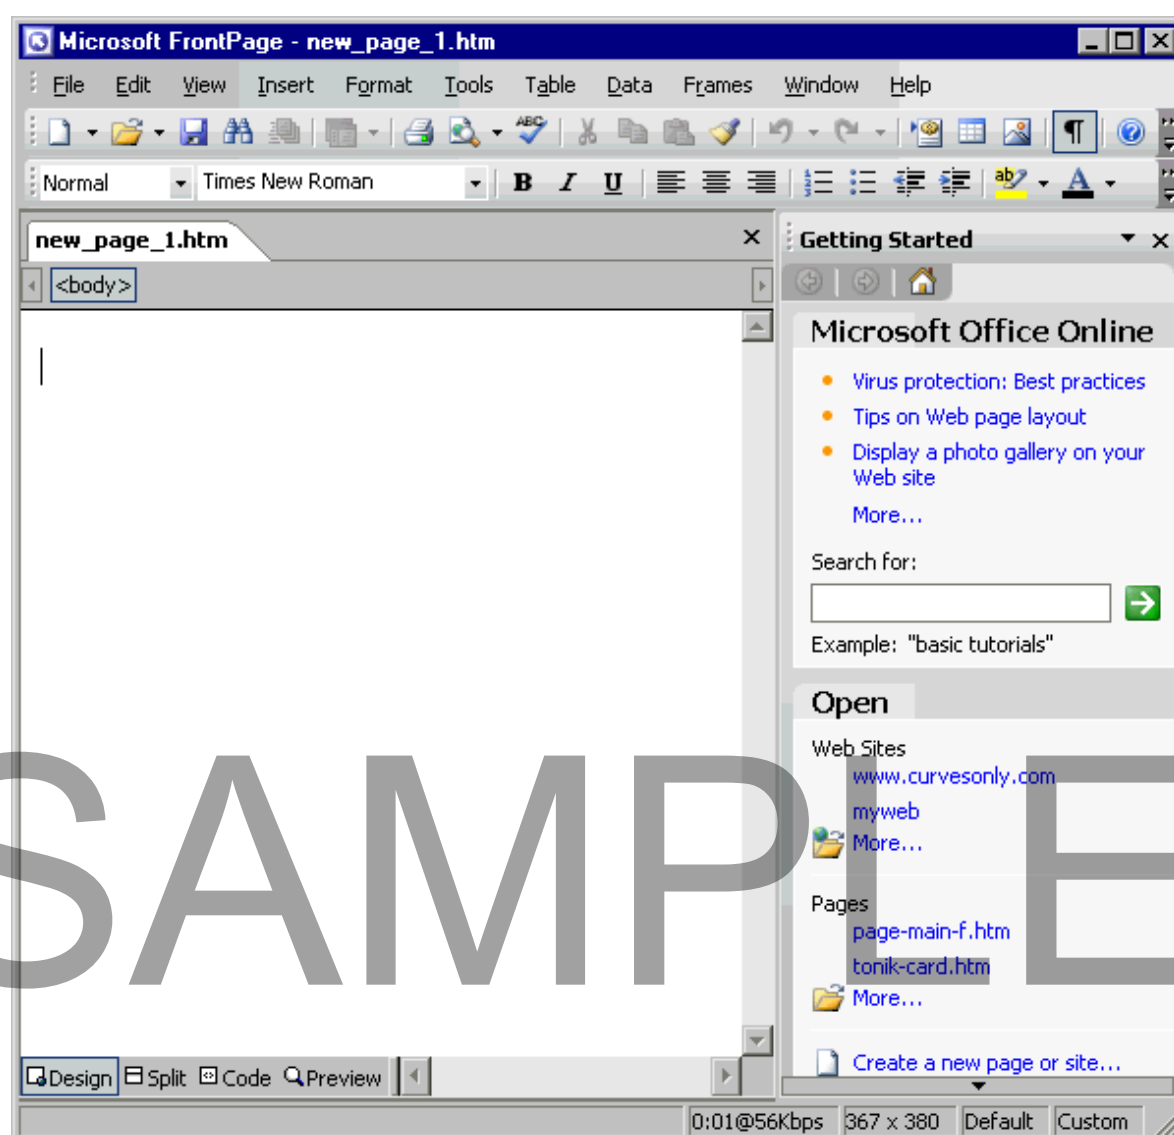 Microsoft FrontPage - new_page_1.htm
File Edit View Insert Format Tools Table Data Frames Window Help
ABC
¶
Normal Times New Roman B I U ab A
new_page_1.htm
<body>
Getting Started
Microsoft Office Online
Virus protection: Best practices
Tips on Web page layout
Display a photo gallery on your
Web site
More...
Search for:
Example: "basic tutorials"
Open
Web Sites
www.curvesonly.com
myweb
More...
Pages
page-main-f.htm
tonik-card.htm
More...
Create a new page or site...
SAMPLE
Design Split Code Preview
0:01@56Kbps 367 x 380 Default Custom